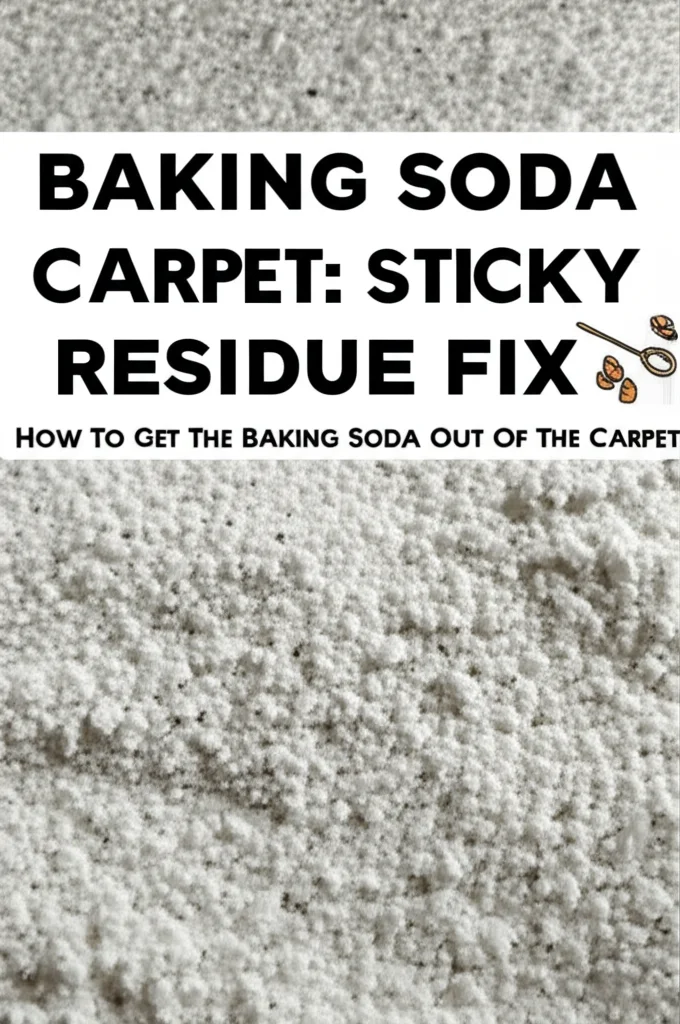 BAKING SODA
CARPET: STICKY
RESIDUE FIX
HOW TO GET THE BAKING SODA OUT OF THE CARPET